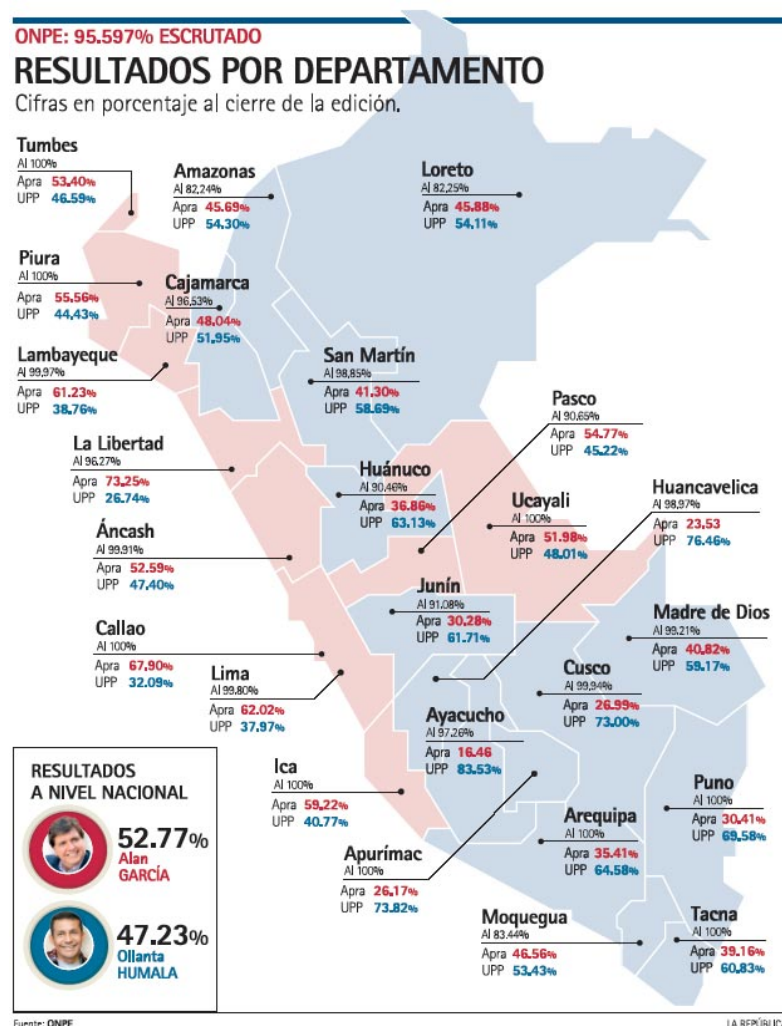 ONPE: 95.597% ESCRUTADO
RESULTADOS POR DEPARTAMENTO
Cifras en porcentaje al cierre de la edición.
Tumbes
Al 100%
Apra 53.40%
UPP 46.59%
Amazonas
Al 82,24%
Apra 45.69%
UPP 54.30%
Loreto
Al 82,25%
Apra 45.88%
UPP 54.11%
Piura
Al 100%
Apra 55,56%
UPP 44,43%
Cajamarca
Al 96,53%
Apra 48.04%
UPP 51.95%
Lambayeque
Al 99,97%
Apra 61.23%
UPP 38.76%
San Martín
Al 98,85%
Apra 41.30%
UPP 58.69%
Pasco
Al 90,65%
Apra 54.77%
UPP 45.22%
La Libertad
Al 96.27%
Apra 73.25%
UPP 26.74%
Huánuco
Al 90.46%
Apra 36.86%
UPP 63.13%
Ucayali
Al 100%
Apra 51.98%
UPP 48.01%
Huancavelica
Al 98,97%
Apra 23,53
UPP 76.46%
Áncash
Al 99.91%
Apra 52.59%
UPP 47.40%
Junín
Al 91.08%
Apra 30.28%
UPP 61.71%
Madre de Dios
Al 99.21%
Apra 40.82%
UPP 59.17%
Callao
Al 100%
Apra 67.90%
UPP 32.09%
Lima
Al 99.80%
Apra 62.02%
UPP 37.97%
Cusco
Al 99,94%
Apra 26.99%
UPP 73.00%
Ayacucho
Al 97.26%
Apra 16.46
UPP 83.53%
Ica
Al 100%
Apra 59.22%
UPP 40.77%
Puno
Al 100%
Apra 30.41%
UPP 69.58%
Arequipa
Al 100%
Apra 35.41%
UPP 64.58%
Apurímac
Al 100%
Apra 26.17%
UPP 73.82%
Moquegua
Al 83.44%
Apra 46.56%
UPP 53.43%
Tacna
Al 100%
Apra 39.16%
UPP 60.83%
RESULTADOS
A NIVEL NACIONAL
52.77%
Alan
GARCÍA
47.23%
Ollanta
HUMALA
Fuente: ONPE
LA REPÚBLICA